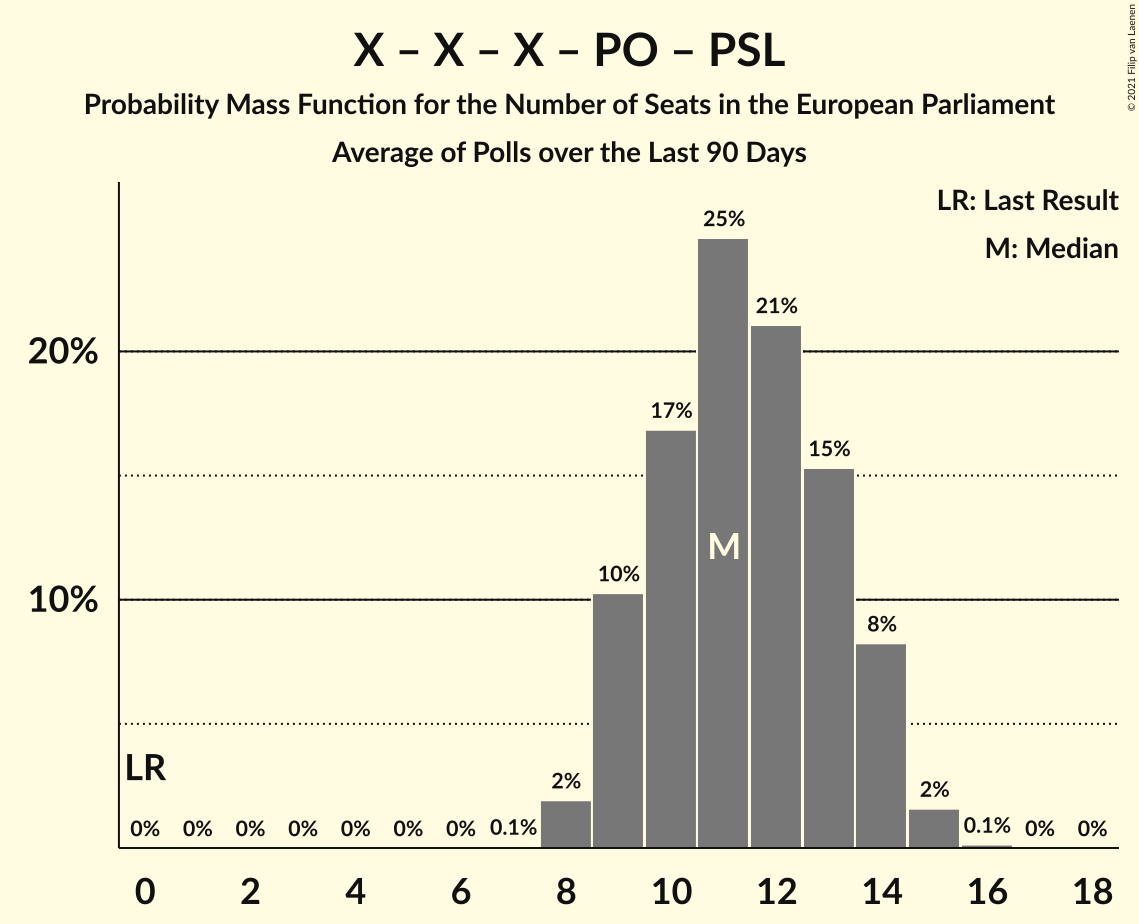 X – X – X – PO – PSL
Probability Mass Function for the Number of Seats in the European Parliament
Average of Polls over the Last 90 Days
© 2021 Filip van Laenen
LR: Last Result
M: Median
25%
21%
20%
17%
15%
M
10%
10%
8%
LR
2%
2%
0% 0% 0% 0% 0% 0% 0% 0.1% 0.1% 0% 0%
0 2 4 6 8 10 12 14 16 18